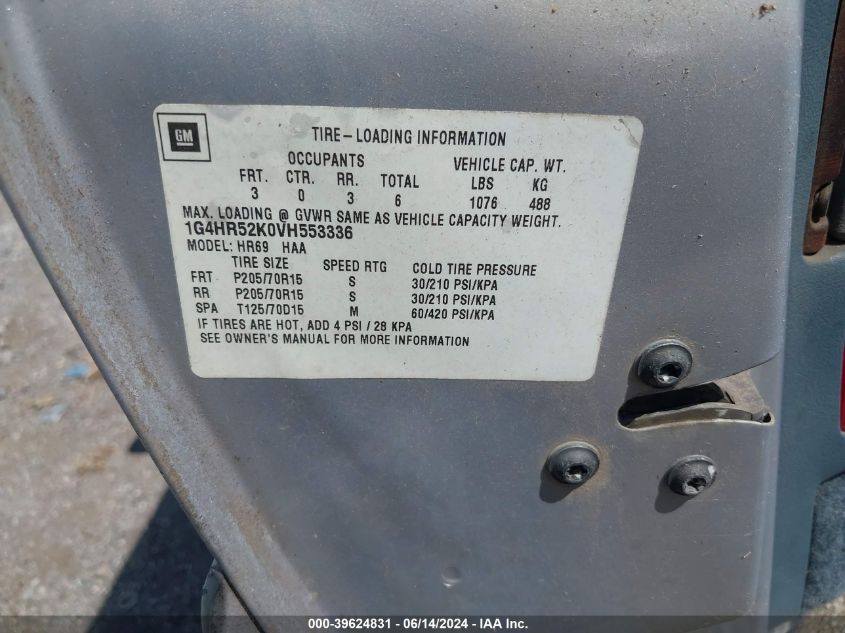 GM
TIRE-LOADING INFORMATION
OCCUPANTS VEHICLE CAP. WT.
FRT. CTR. RR. TOTAL LBS KG
3 0 3 6 1076 488
MAX. LOADING @ GVWR SAME AS VEHICLE CAPACITY WEIGHT.
1G4HR52K0VH553336
MODEL: HR69 HAA
TIRE SIZE SPEED RTG COLD TIRE PRESSURE
FRT P205/70R15 S 30/210 PSI/KPA
RR P205/70R15 S 30/210 PSI/KPA
SPA T125/70D15 M 60/420 PSI/KPA
IF TIRES ARE HOT, ADD 4 PSI / 28 KPA
SEE OWNER'S MANUAL FOR MORE INFORMATION
000-39624831 - 06/14/2024 - IAA Inc.